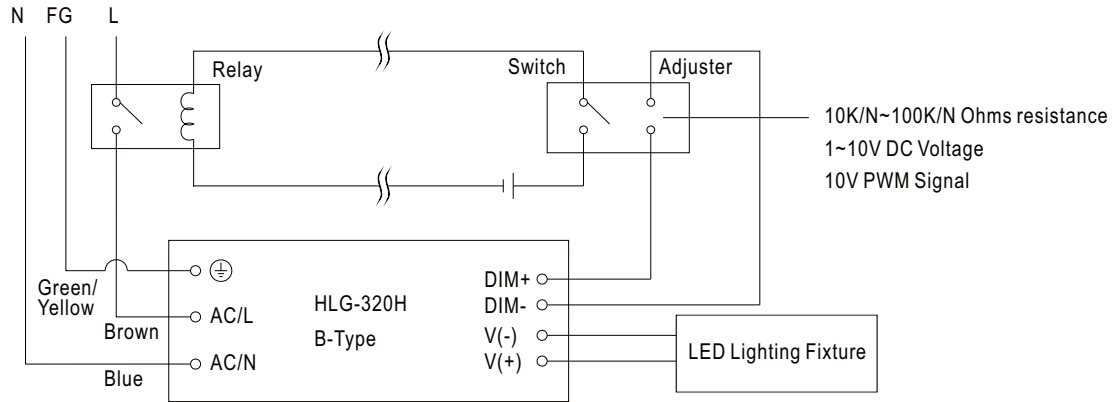 N FG L
Relay
Switch
Adjuster
10K/N~100K/N Ohms resistance
1~10V DC Voltage
10V PWM Signal
Green/
Yellow
Brown
Blue
AC/L
AC/N
HLG-320H
B-Type
DIM+
DIM-
V(-)
V(+)
LED Lighting Fixture